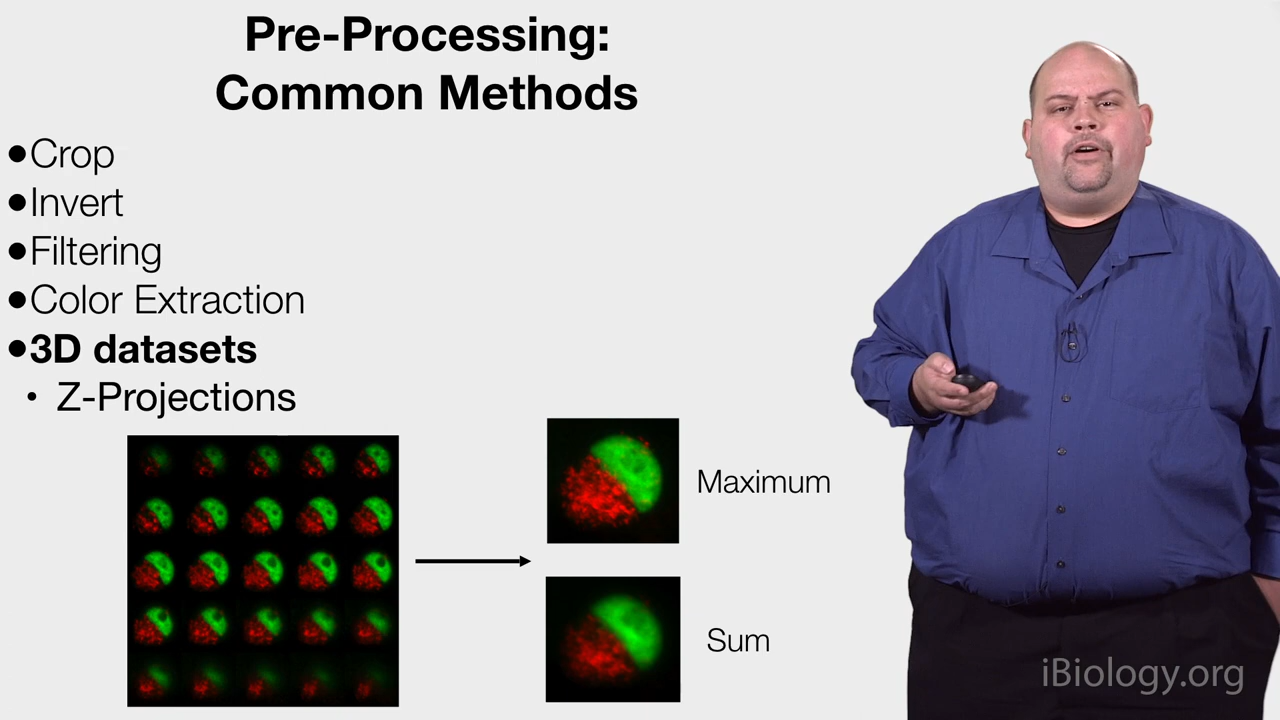 Pre-Processing:
Common Methods
●Crop
●Invert
●Filtering
●Color Extraction
●3D datasets
• Z-Projections
Maximum
Sum
iBiology.org